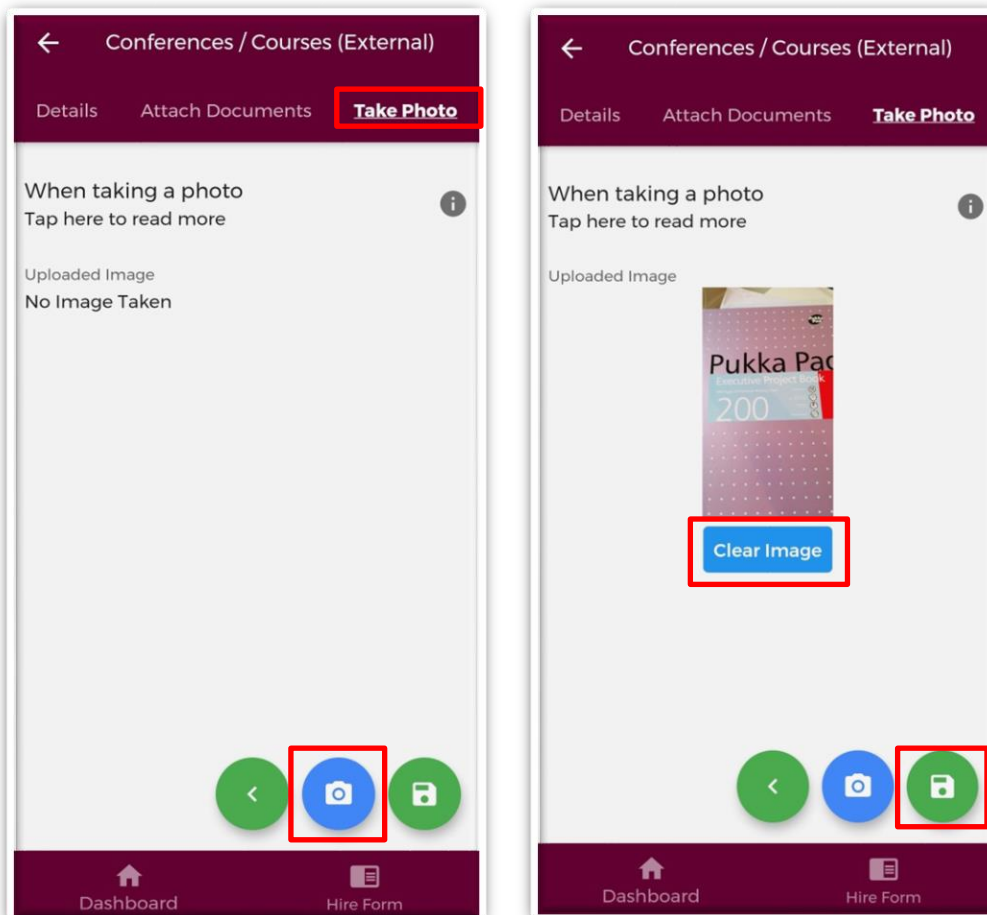 Conferences / Courses (External)
Details Attach Documents Take Photo
When taking a photo
Tap here to read more
Uploaded Image
No Image Taken
Dashboard Hire Form
Conferences / Courses (External)
Details Attach Documents Take Photo
When taking a photo
Tap here to read more
Uploaded Image
Pukka Pad
Executive Project Book
200
Clear Image
Dashboard Hire Form